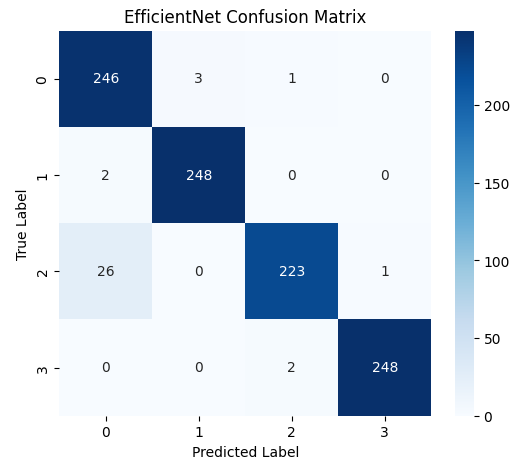 EfficientNet Confusion Matrix
True Label
0 246 3 1 0
1 2 248 0 0
2 26 0 223 1
3 0 0 2 248
0 1 2 3
Predicted Label
200
150
100
50
0